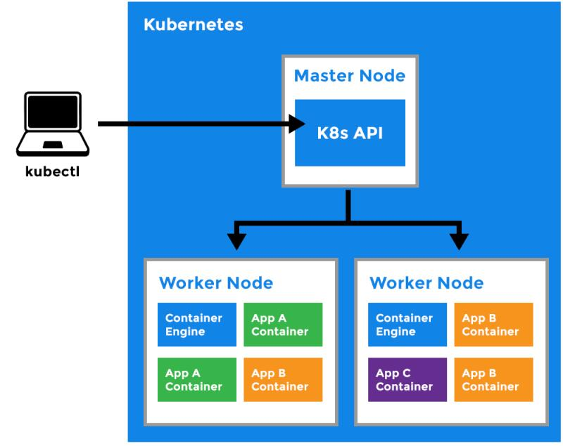 Kubernetes
Master Node
K8s API
kubectl
Worker Node
Container
Engine
App A
Container
App A
Container
App B
Container
Worker Node
Container
Engine
App B
Container
App C
Container
App B
Container